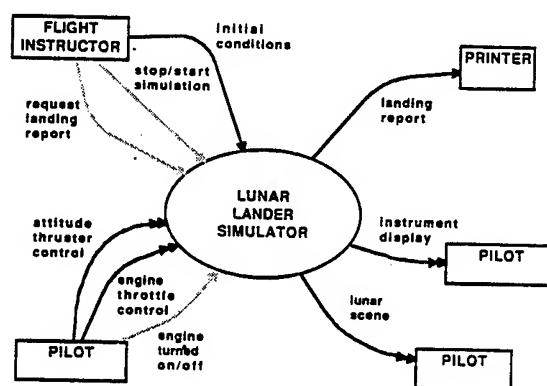 FLIGHT
INSTRUCTOR
initial
conditions
stop/start
simulation
request
landing
report
PRINTER
landing
report
LUNAR
LANDER
SIMULATOR
attitude
thruster
control
instrument
display
PILOT
engine
throttle
control
lunar
scene
engine
turned
on/off
PILOT
PILOT